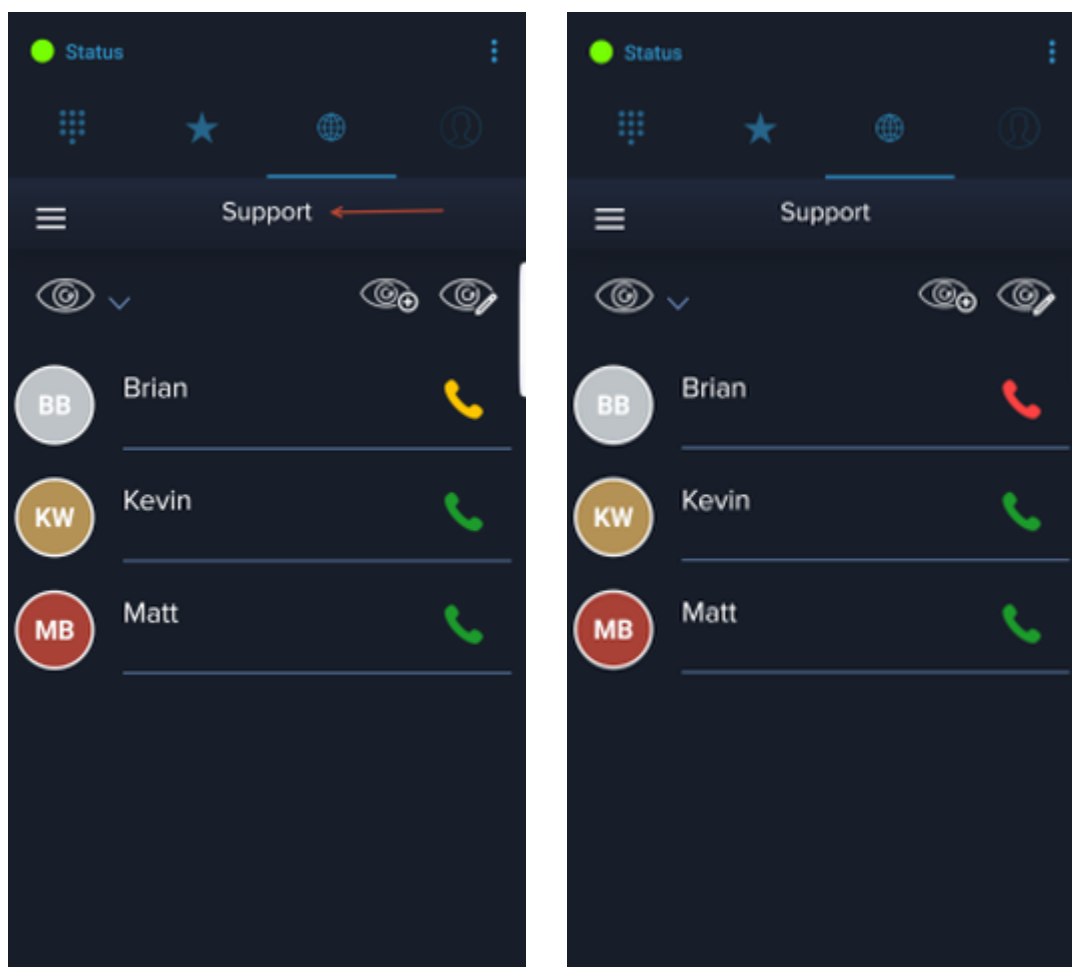 Status
Support
BB Brian
KW Kevin
MB Matt
Status
Support
BB Brian
KW Kevin
MB Matt